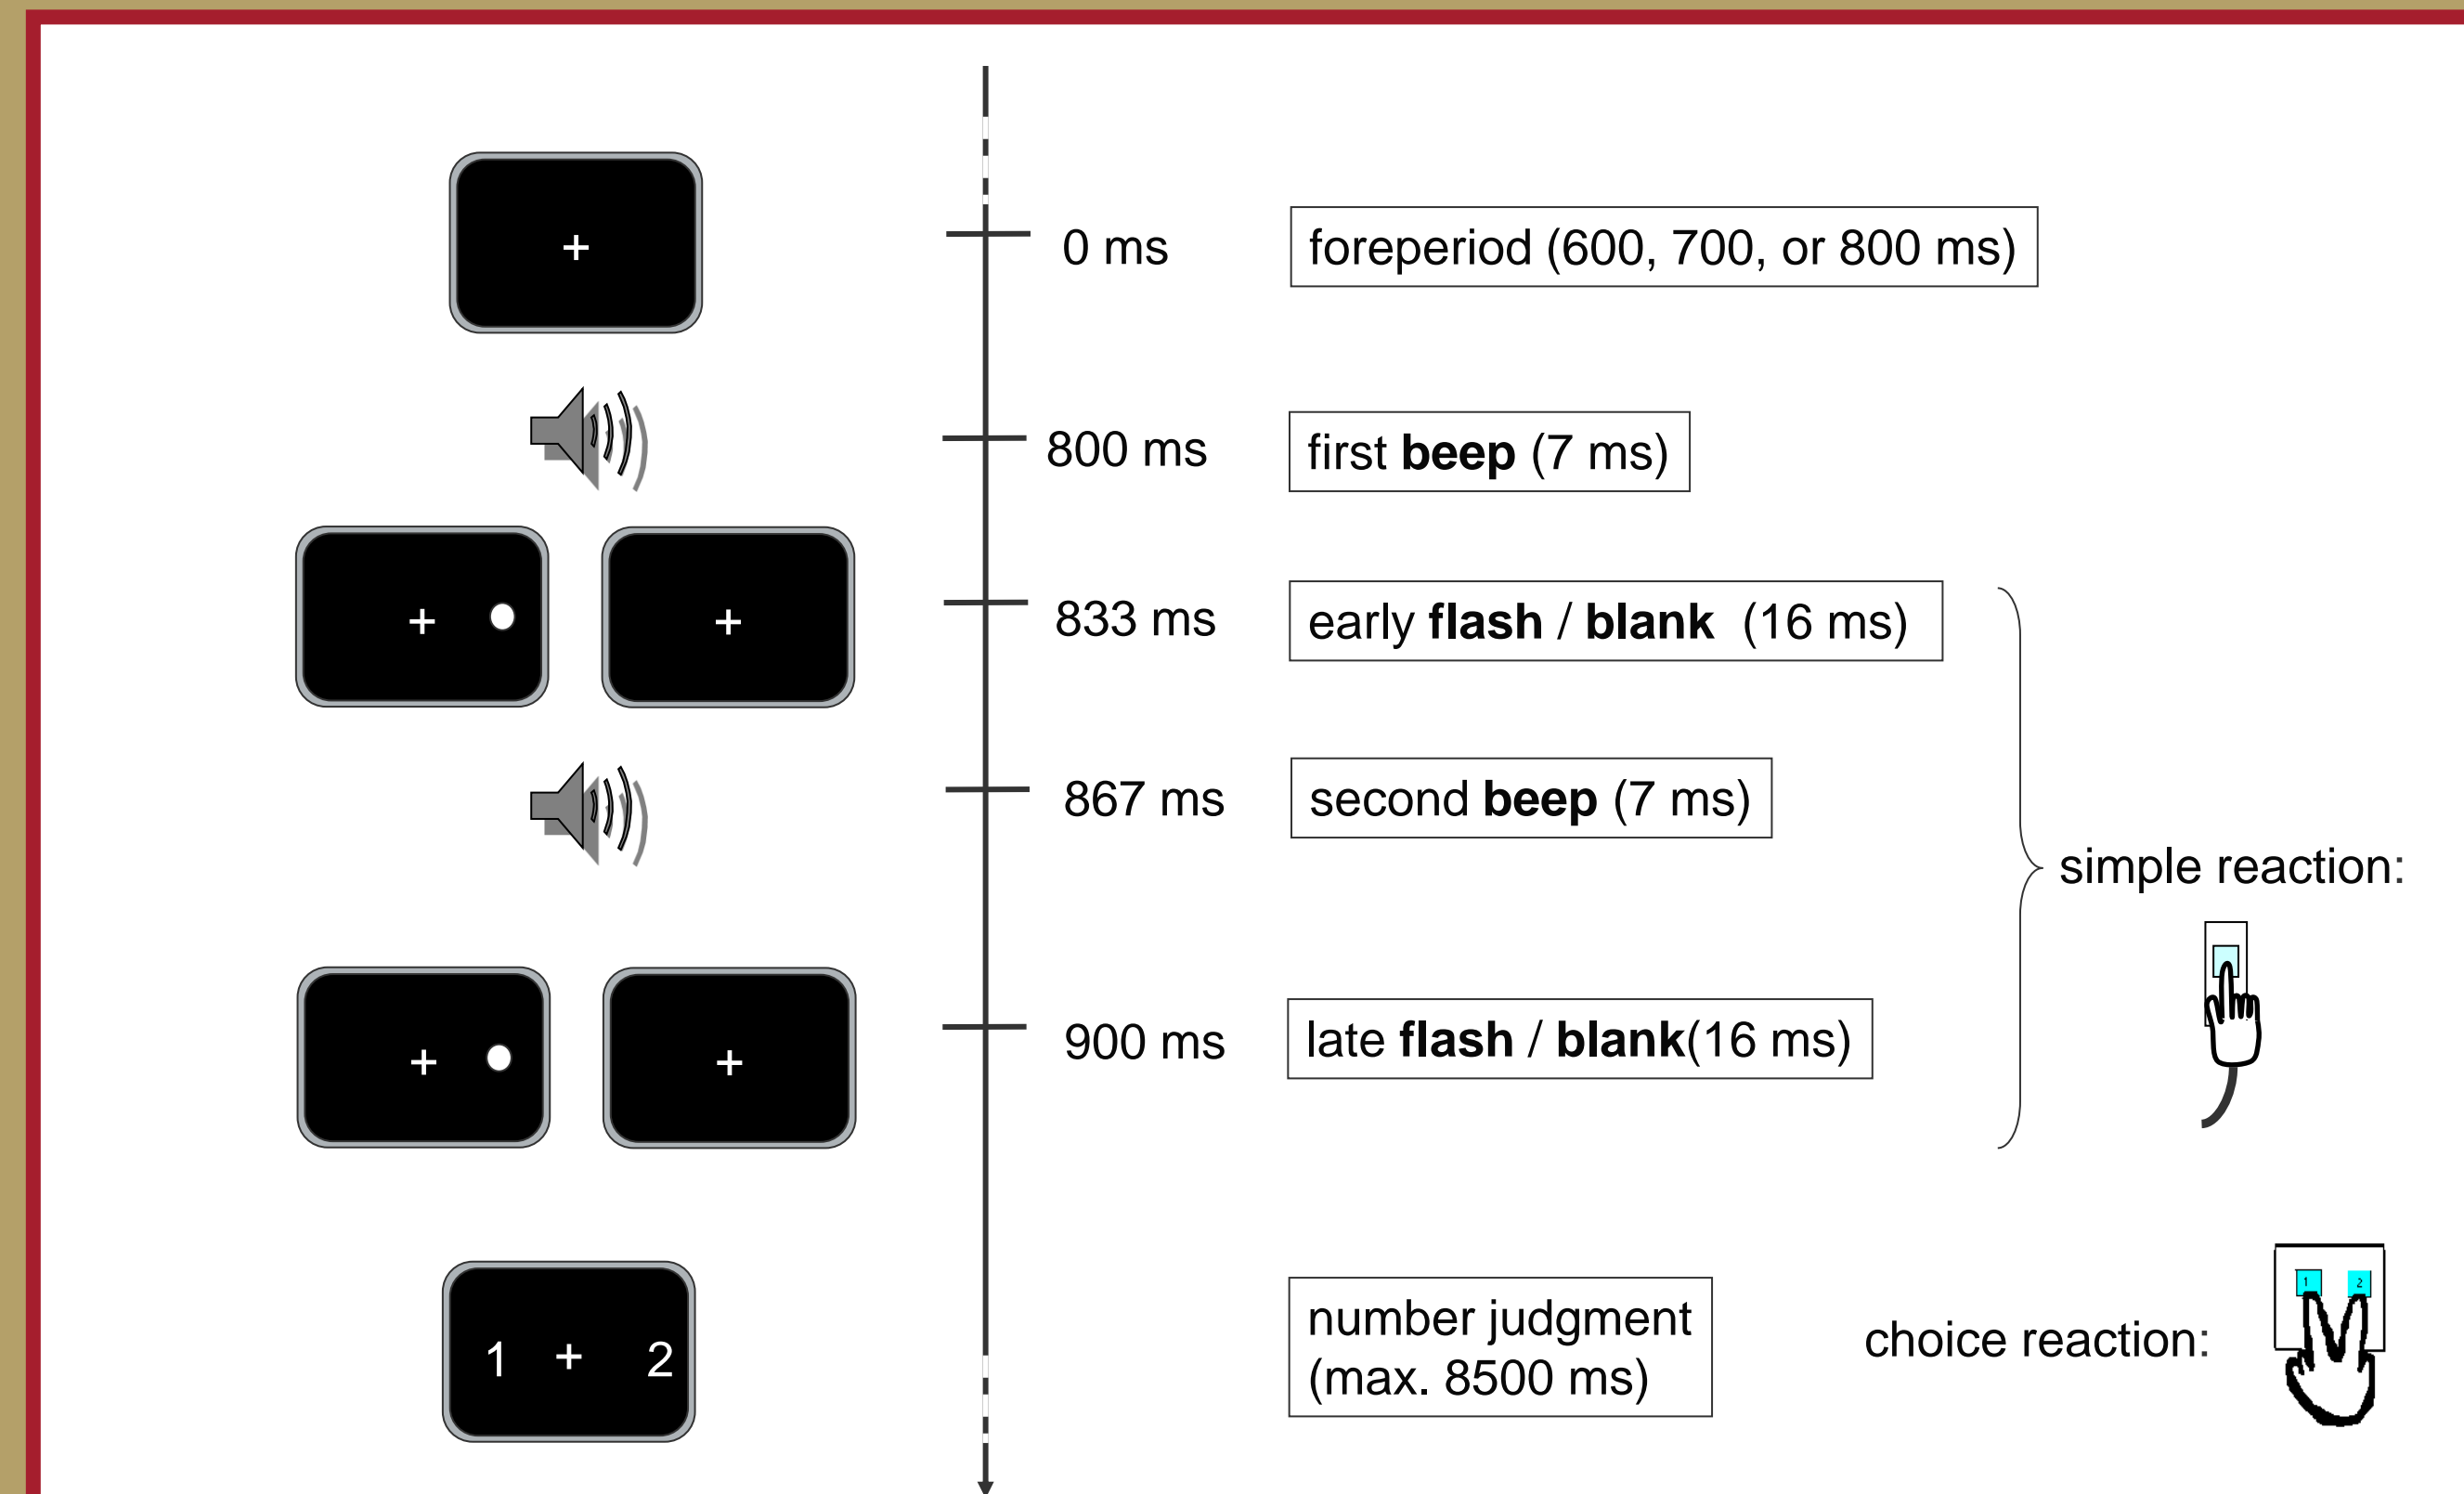 0 ms
foreperiod (600, 700, or 800 ms)
800 ms
first beep (7 ms)
833 ms
early flash / blank (16 ms)
867 ms
second beep (7 ms)
simple reaction:
900 ms
late flash / blank(16 ms)
1 + 2
number judgment
(max. 8500 ms)
choice reaction:
1 2